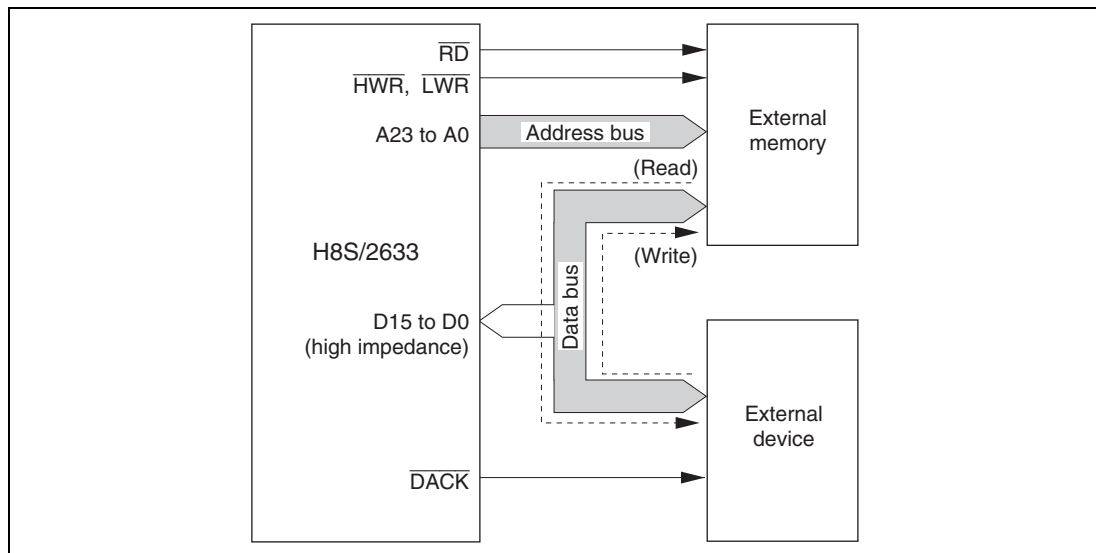 RD
HWR, LWR
A23 to A0
Address bus
External
memory
(Read)
(Write)
H8S/2633
Data bus
D15 to D0
(high impedance)
External
device
DACK